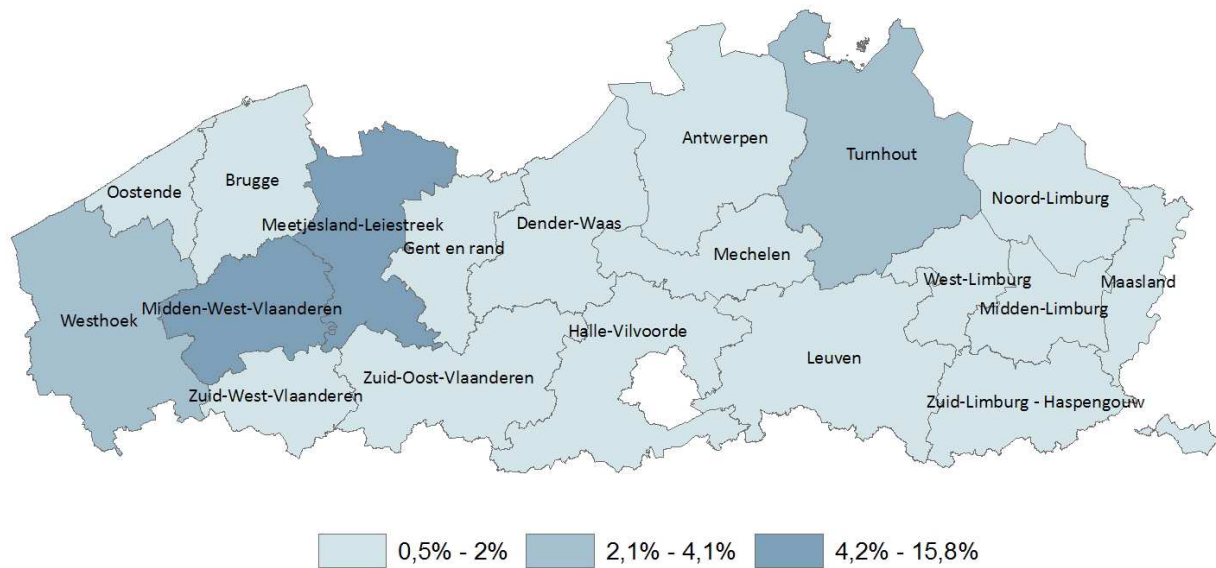 Antwerpen
Turnhout
Brugge
Oostende
Noord-Limburg
Meetjesland-Leiestreek
Dender-Waas
Gent en rand
Mechelen
West-Limburg
Maasland
Midden-West-Vlaanderen
Midden-Limburg
Westhoek
Halle-Vilvoorde
Leuven
Zuid-Oost-Vlaanderen
Zuid-West-Vlaanderen
Zuid-Limburg - Haspengouw
0,5% - 2%
2,1% - 4,1%
4,2% - 15,8%